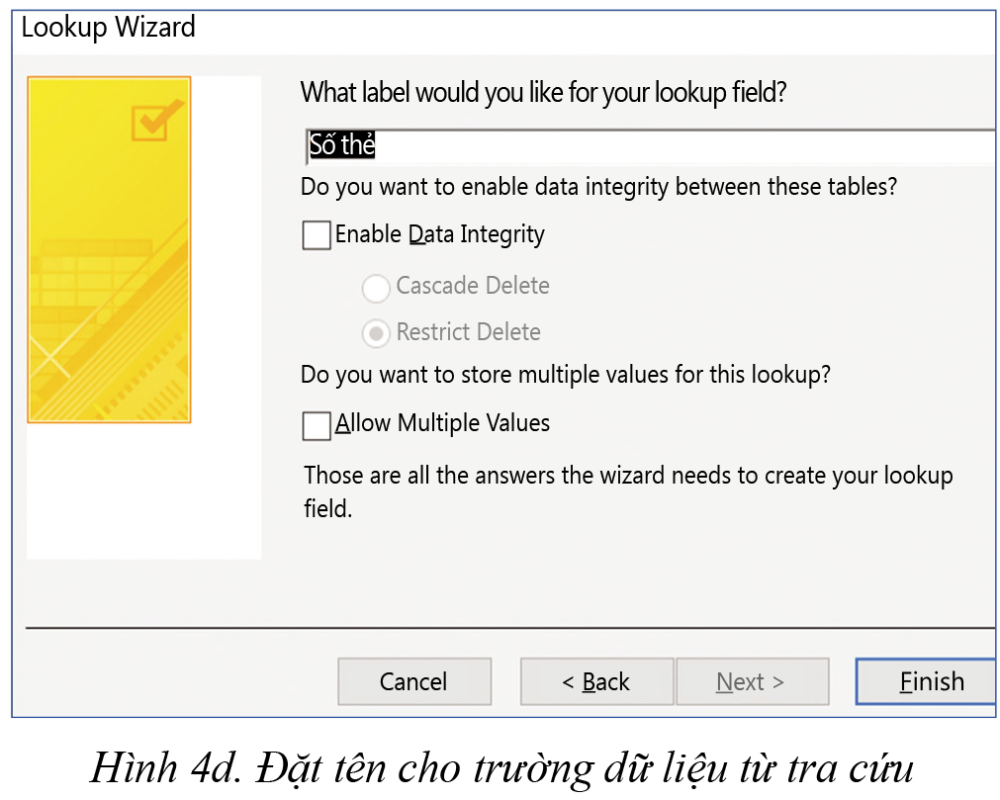 Lookup Wizard
What label would you like for your lookup field?
Số thẻ
Do you want to enable data integrity between these tables?
Enable Data Integrity
Cascade Delete
Restrict Delete
Do you want to store multiple values for this lookup?
Allow Multiple Values
Those are all the answers the wizard needs to create your lookup
field.
Cancel
< Back
Next >
Finish
Hình 4d. Đặt tên cho trường dữ liệu từ tra cứu